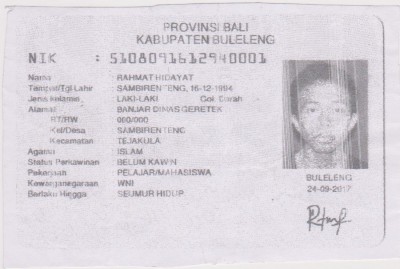 PROVINSI BALI
KABUPATEN BULELENG
NIK : 5108091612940001
Nama : RAHMAT HIDAYAT
Tempat/Tgl Lahir : SAMBIRENTENG, 16-12-1994
Jenis kelamin : LAKI-LAKI Gol. Darah
Alamat : BANJAR DINAS GERETEK
RT/RW : 000/000
Kel/Desa : SAMBIRENTENG
Kecamatan : TEJAKULA
Agama : ISLAM
Status Perkawinan : BELUM KAWIN
Pekerjaan : PELAJAR/MAHASISWA
Kewarganegaraan : WNI
Berlaku Hingga : SEUMUR HIDUP
BULELENG
24-09-2017